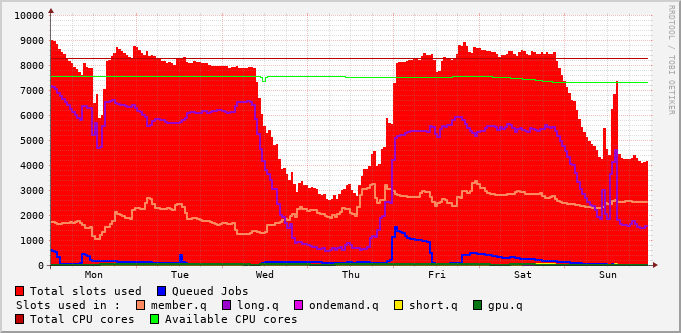 10000
9000
8000
7000
6000
5000
4000
3000
2000
1000
0
Mon Tue Wed Thu Fri Sat Sun
RRDTOOL / TOBI OETIKER
Total slots used Queued Jobs
Slots used in : member.q long.q ondemand.q short.q gpu.q
Total CPU cores Available CPU cores